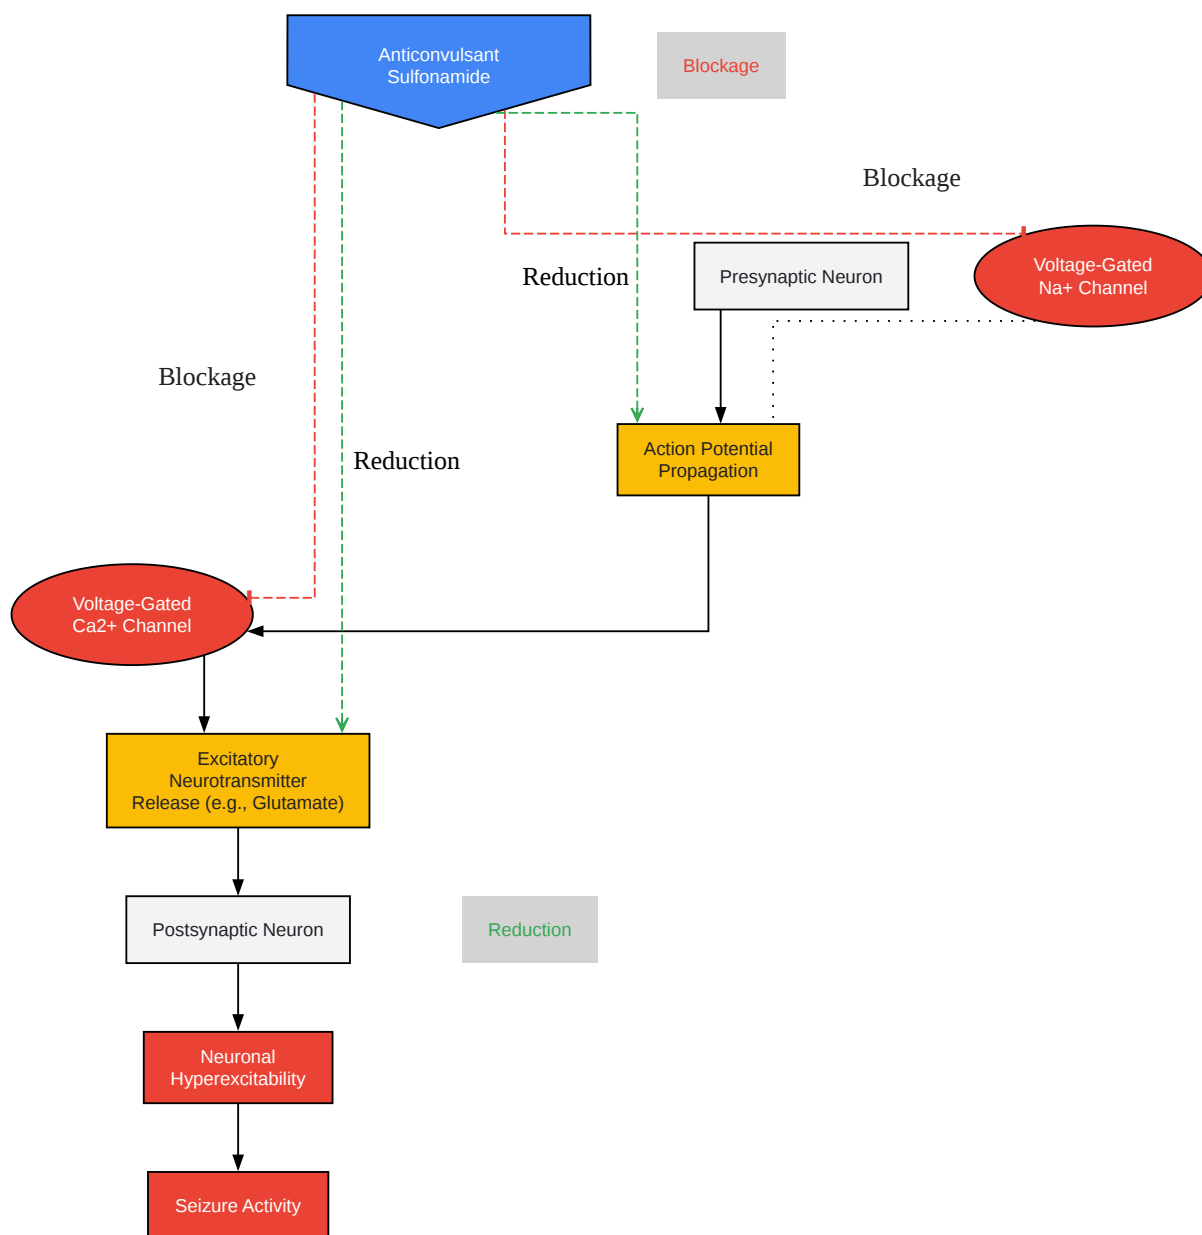 Anticonvulsant
Sulfonamide
Blockage
Blockage
Voltage-Gated
Na+ Channel
Reduction
Presynaptic Neuron
Blockage
Action Potential
Propagation
Reduction
Voltage-Gated
Ca2+ Channel
Excitatory
Neurotransmitter
Release (e.g., Glutamate)
Postsynaptic Neuron
Reduction
Neuronal
Hyperexcitability
Seizure Activity